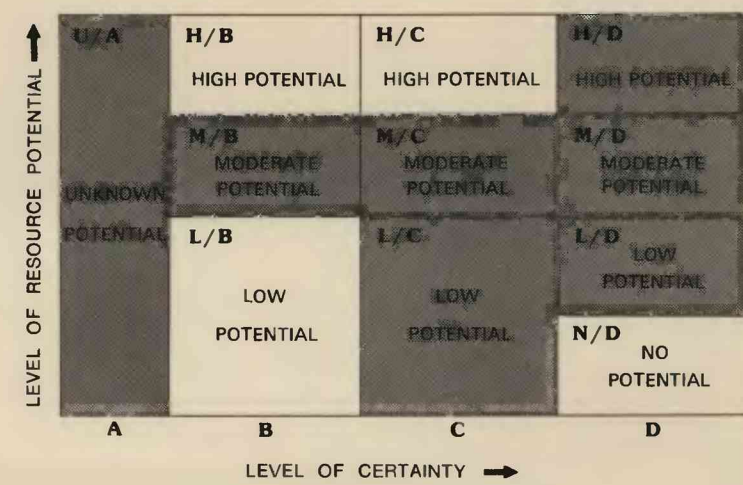 LEVEL OF RESOURCE POTENTIAL
U/A
UNKNOWN
POTENTIAL
H/B
HIGH POTENTIAL
H/C
HIGH POTENTIAL
H/D
HIGH POTENTIAL
M/B
MODERATE
POTENTIAL
M/C
MODERATE
POTENTIAL
M/D
MODERATE
POTENTIAL
L/B
LOW
POTENTIAL
L/C
LOW
POTENTIAL
L/D
LOW
POTENTIAL
N/D
NO
POTENTIAL
A
B
C
D
LEVEL OF CERTAINTY